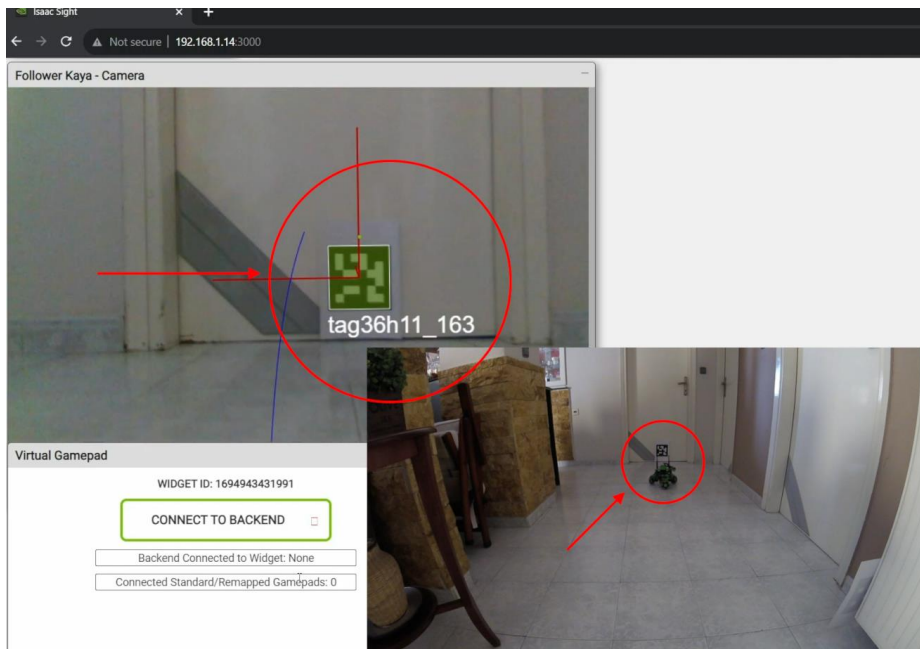 Isaac Sight
Not secure | 192.168.1.14:3000
Follower Kaya - Camera
tag36h11_163
Virtual Gamepad
WIDGET ID: 1694943431991
CONNECT TO BACKEND
Backend Connected to Widget: None
Connected Standard/Remapped Gamepads: 0